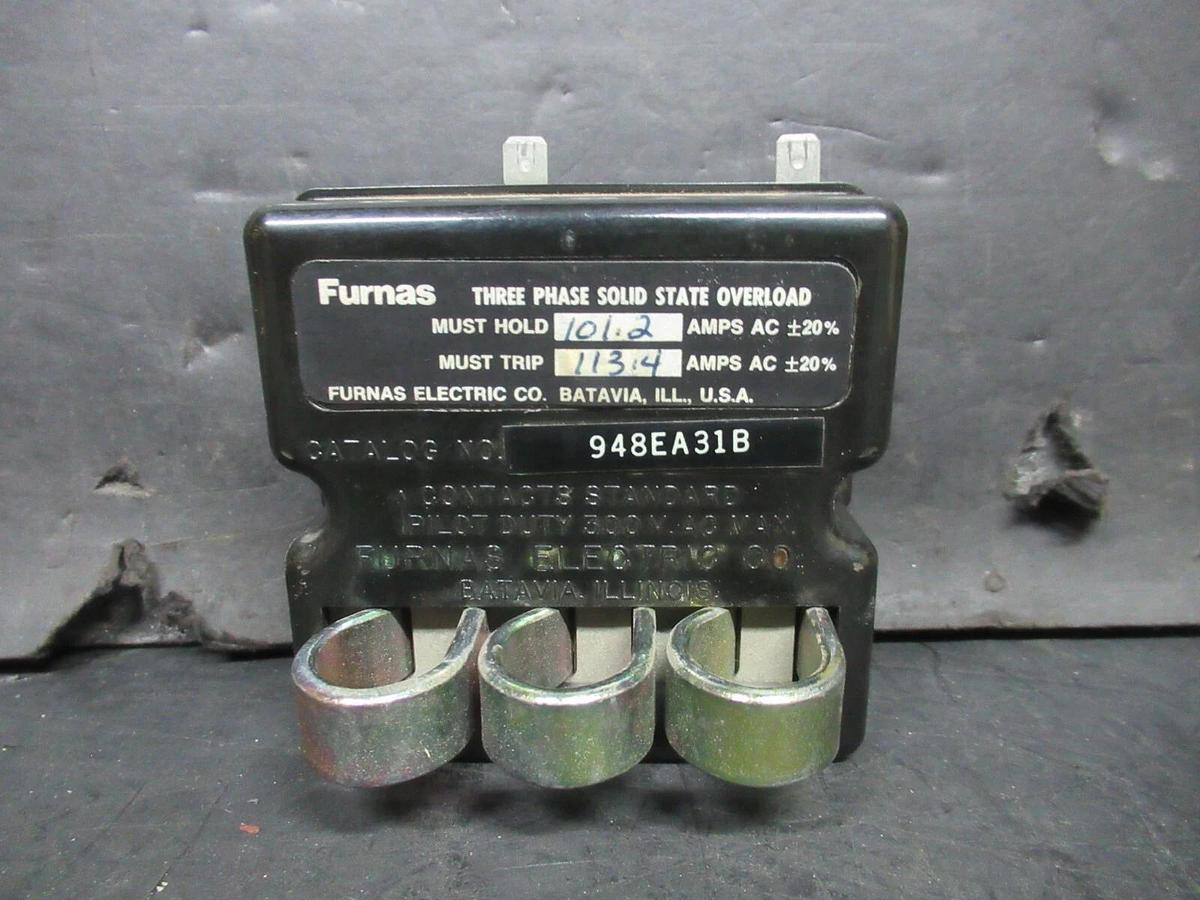 Furnas THREE PHASE SOLID STATE OVERLOAD
MUST HOLD 101.2 AMPS AC ±20%
MUST TRIP 113.4 AMPS AC ±20%
FURNAS ELECTRIC CO. BATAVIA, ILL., U.S.A.
CATALOG NO. 948EA31B
CONTACTS STANDARD
PILOT DUTY 300 V. AC MAX.
FURNAS ELECTRIC CO.
BATAVIA, ILLINOIS